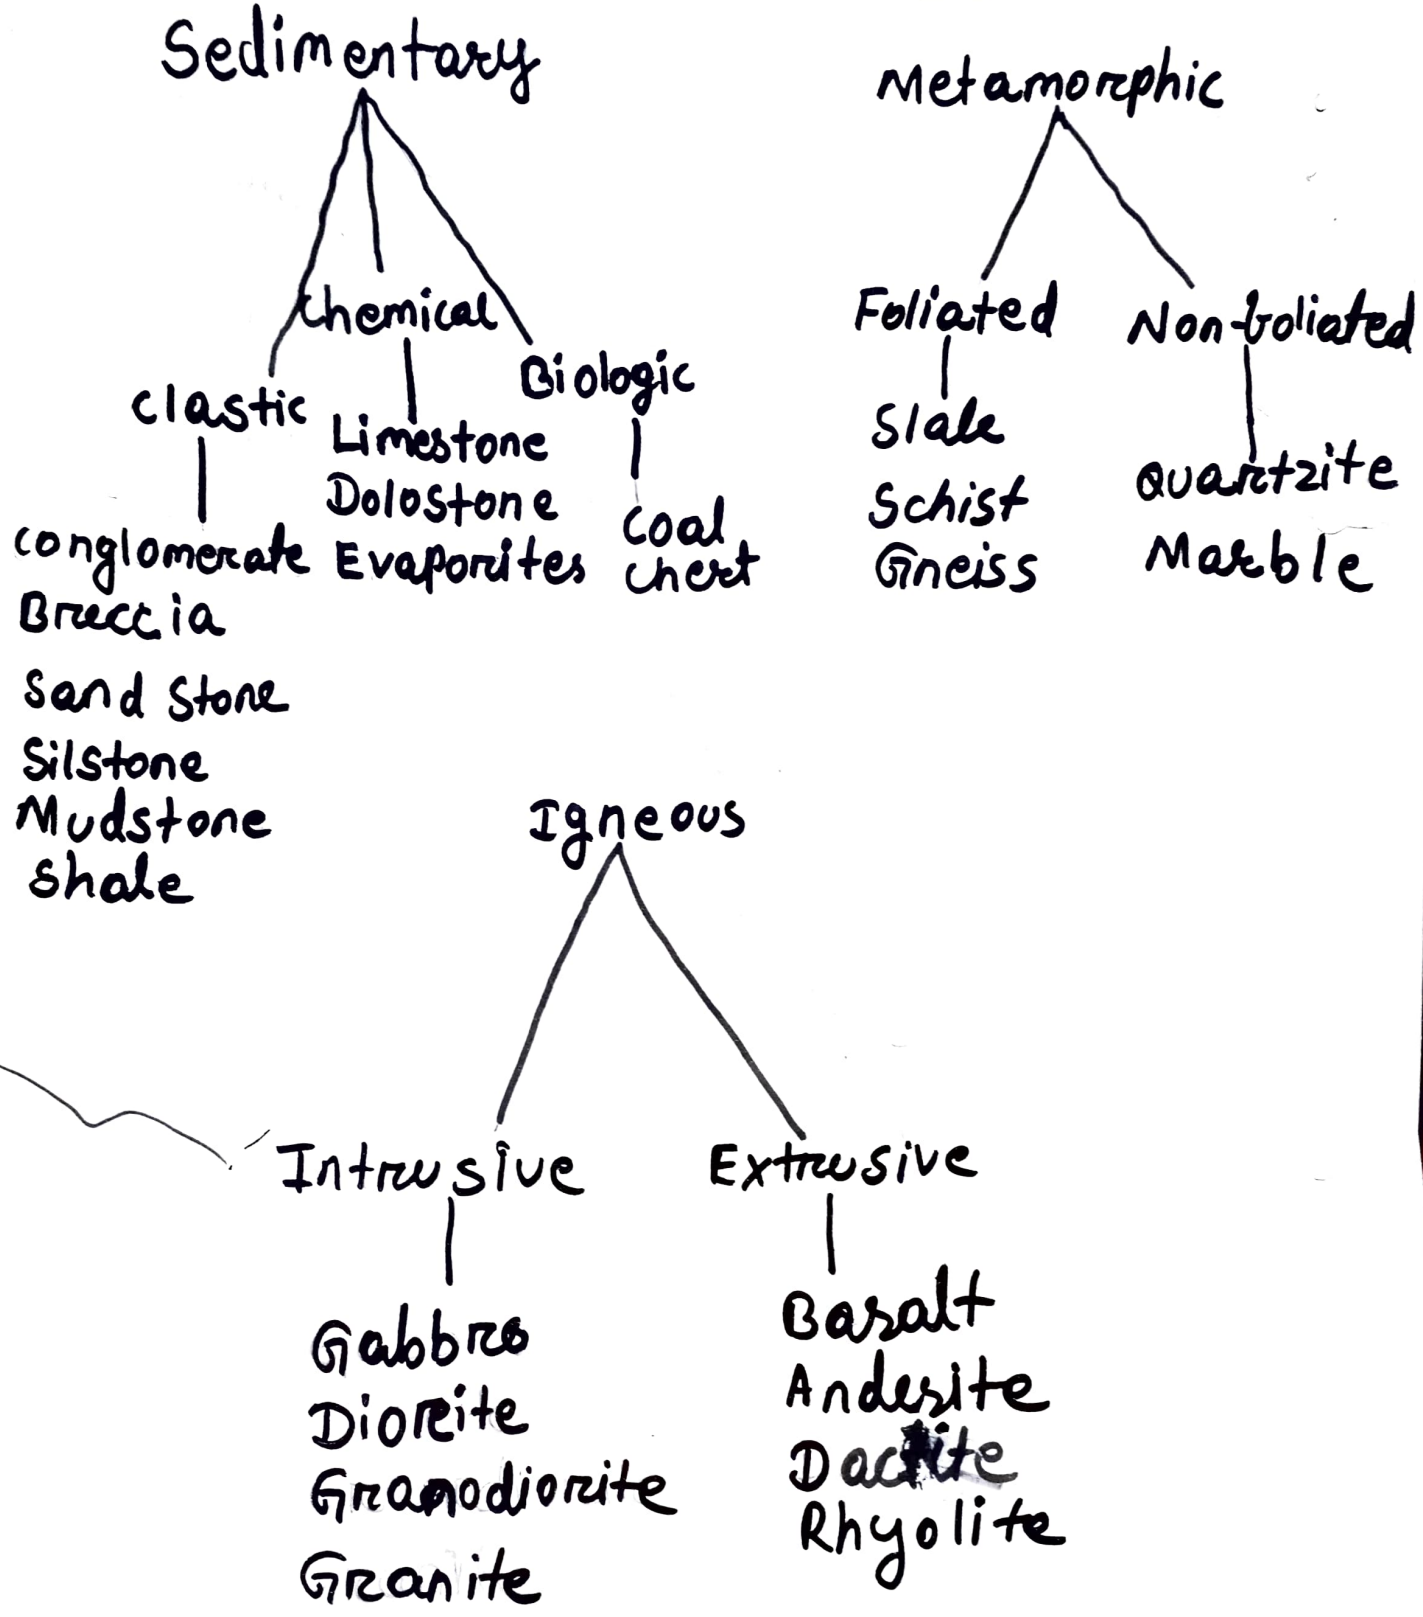 Sedimentary
Chemical
Biologic
Clastic
Limestone
Dolostone
Evaporites
Coal
chert
conglomerate
Breccia
Sand Stone
Silstone
Mudstone
Shale
Metamorphic
Foliated
Non-foliated
Slate
Schist
Gneiss
Quartzite
Marble
Igneous
Intrusive
Extrusive
Gabbro
Diorite
Granodiorite
Granite
Basalt
Andesite
Dacite
Rhyolite